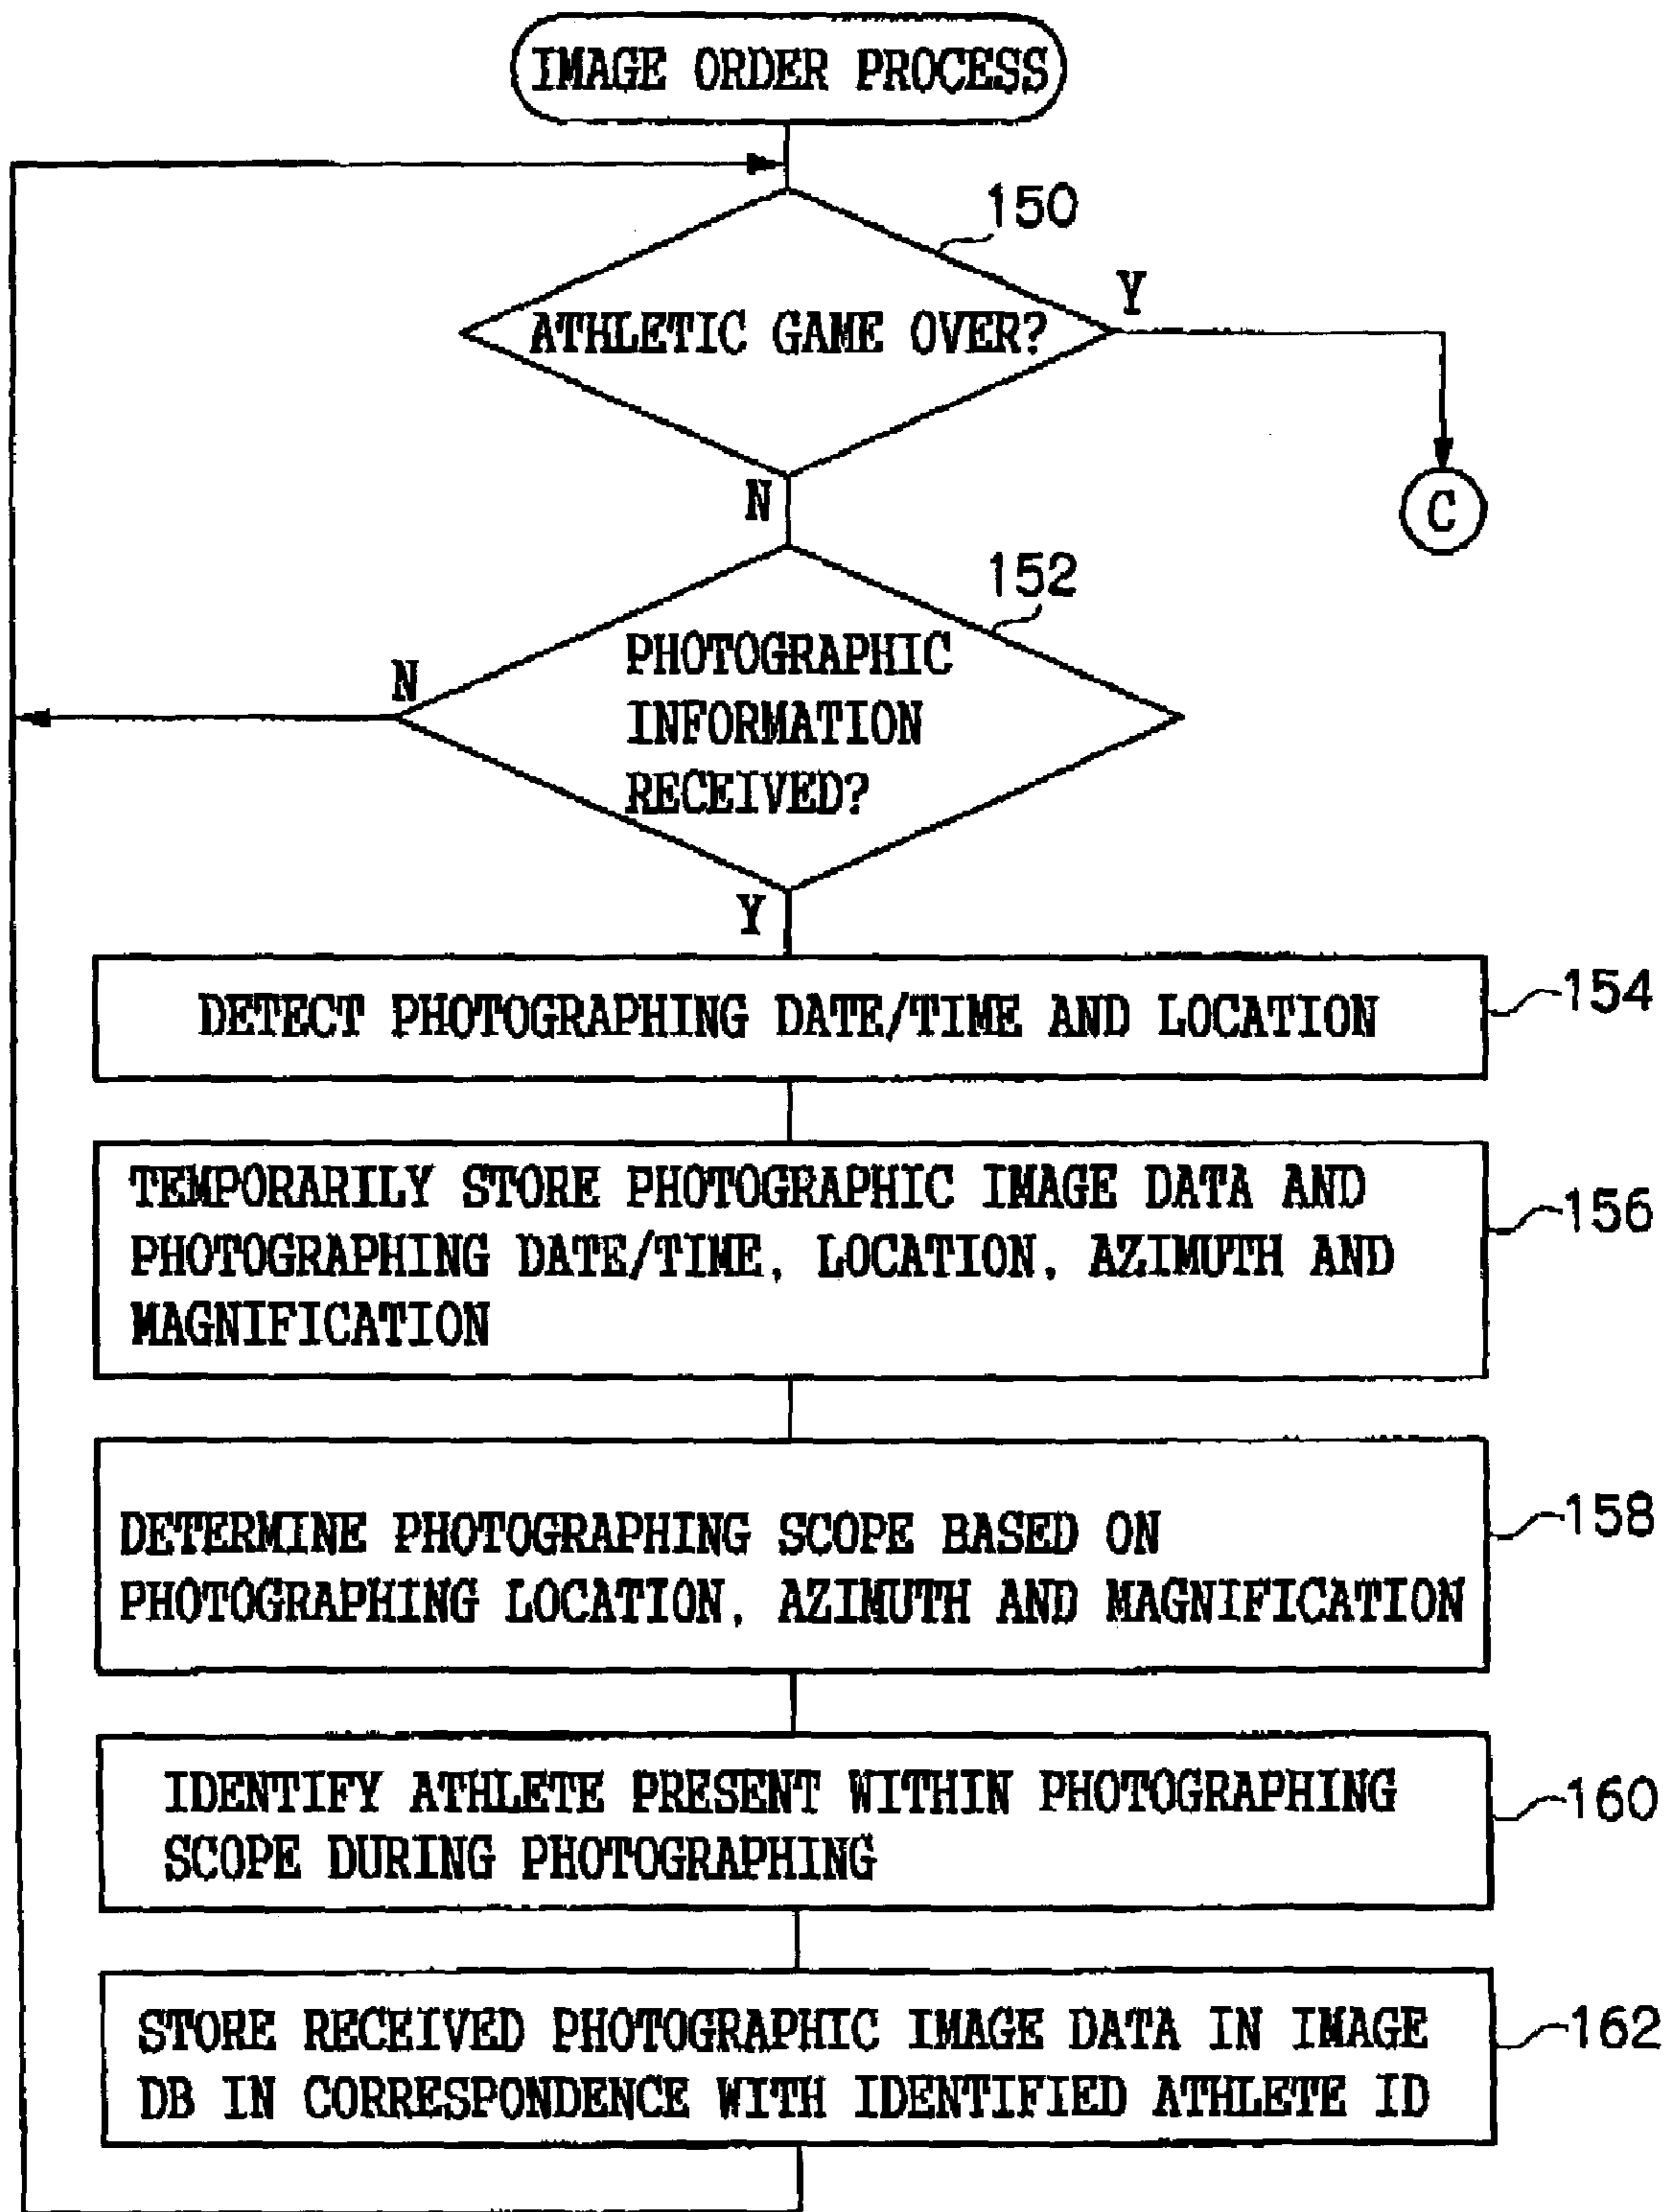 IMAGE ORDER PROCESS
150
Y
ATHLETIC GAME OVER?
N
C
152
N
PHOTOGRAPHIC
INFORMATION
RECEIVED?
Y
DETECT PHOTOGRAPHING DATE/TIME AND LOCATION
154
TEMPORARILY STORE PHOTOGRAPHIC IMAGE DATA AND
PHOTOGRAPHING DATE/TIME, LOCATION, AZIMUTH AND
MAGNIFICATION
156
DETERMINE PHOTOGRAPHING SCOPE BASED ON
PHOTOGRAPHING LOCATION, AZIMUTH AND MAGNIFICATION
158
IDENTIFY ATHLETE PRESENT WITHIN PHOTOGRAPHING
SCOPE DURING PHOTOGRAPHING
160
STORE RECEIVED PHOTOGRAPHIC IMAGE DATA IN IMAGE
DB IN CORRESPONDENCE WITH IDENTIFIED ATHLETE ID
162